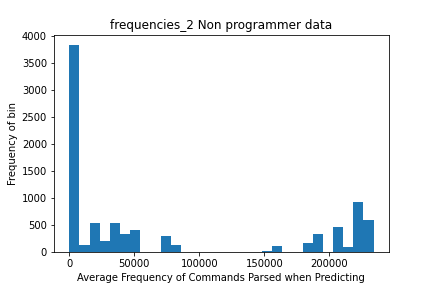 frequencies_2 Non programmer data
4000
3500
3000
2500
2000
1500
1000
500
0
Frequency of bin
0 50000 100000 150000 200000
Average Frequency of Commands Parsed when Predicting